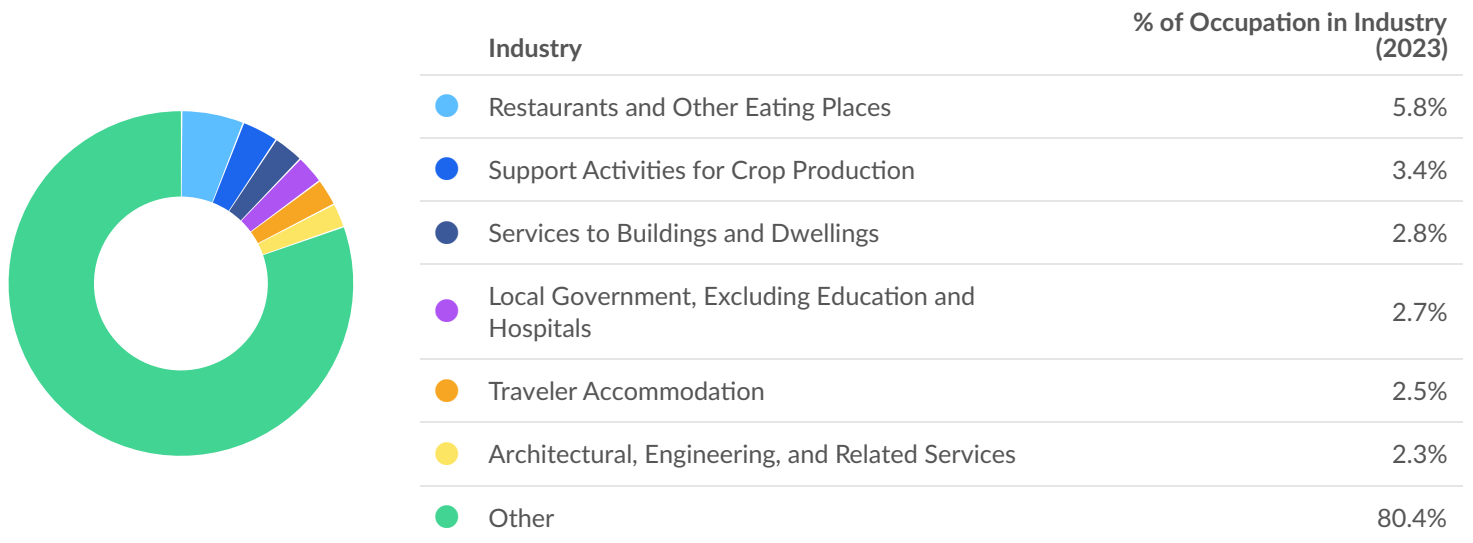 Industry
% of Occupation in Industry
(2023)
Restaurants and Other Eating Places 5.8%
Support Activities for Crop Production 3.4%
Services to Buildings and Dwellings 2.8%
Local Government, Excluding Education and
Hospitals
2.7%
Traveler Accommodation 2.5%
Architectural, Engineering, and Related Services 2.3%
Other 80.4%